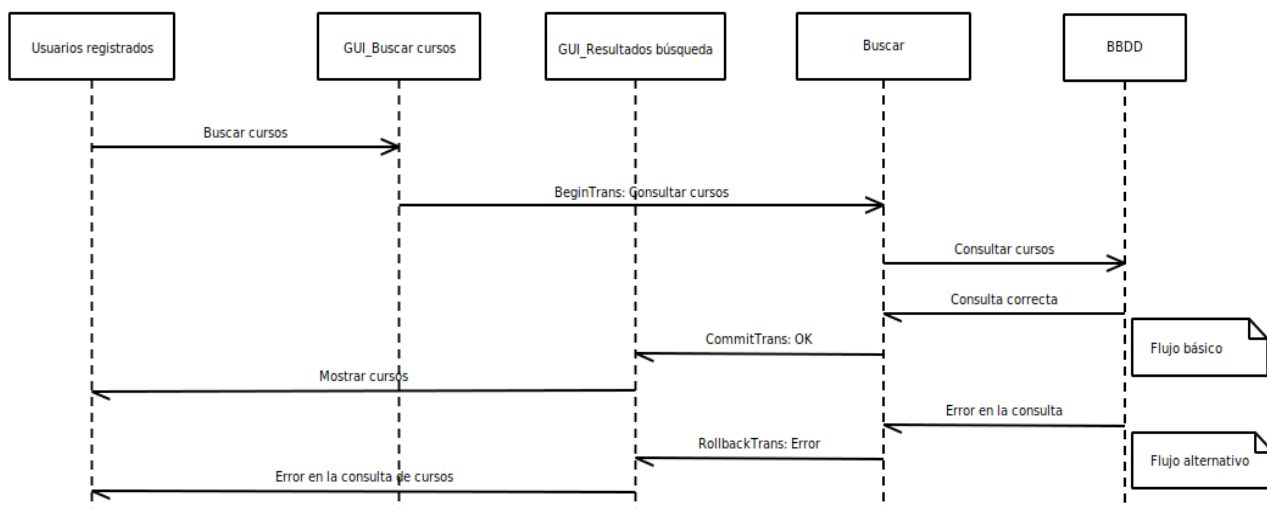 Usuarios registrados
GUI_Buscar cursos
GUI_Resultados búsqueda
Buscar
BBDD
Buscar cursos
BeginTrans: Consultar cursos
Consultar cursos
Consulta correcta
CommitTrans: OK
Flujo básico
Mostrar cursos
Error en la consulta
RollbackTrans: Error
Flujo alternativo
Error en la consulta de cursos